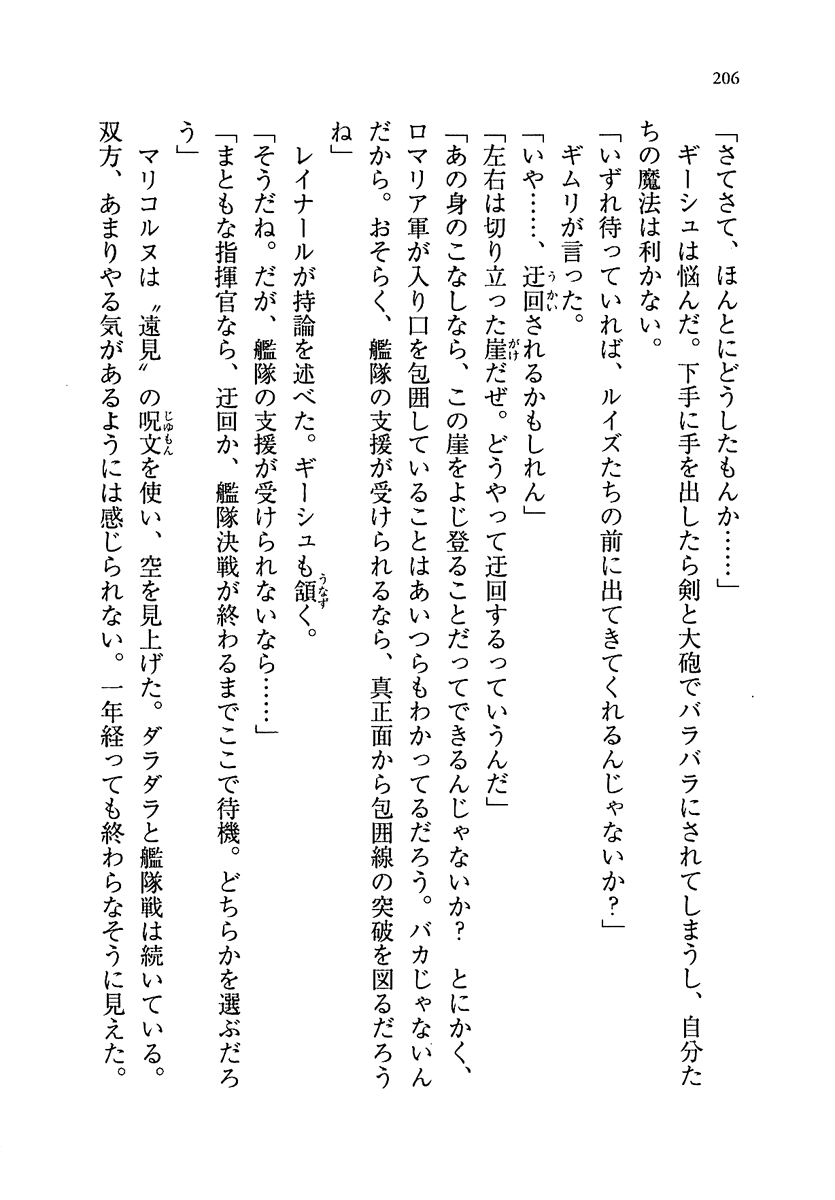 206
「さてさて、ほんとにどうしたもんか……」
　ギーシュは悩んだ。下手に手を出したら剣と大砲でバラバラにされてしまうし、自分た
ちの魔法は利かない。
「いずれ待っていれば、ルイズたちの前に出てきてくれるんじゃないか？」
　ギムリが言った。
「いや……、迂回されるかもしれん」
「左右は切り立った崖だぜ。どうやって迂回するっていうんだ」
「あの身のこなしなら、この崖をよじ登ることだってできるんじゃないか？　とにかく、
ロマリア軍が入り口を包囲していることはあいつらもわかってるだろう。バカじゃないん
だから。おそらく、艦隊の支援が受けられるなら、真正面から包囲線の突破を図るだろう
ね」
　レイナールが持論を述べた。ギーシュも頷く。
「そうだね。だが、艦隊の支援が受けられないなら……」
「まともな指揮官なら、迂回か、艦隊決戦が終わるまでここで待機。どちらかを選ぶだろ
う」
　マリコルヌは〝遠見〟の呪文を使い、空を見上げた。ダラダラと艦隊戦は続いている。
双方、あまりやる気があるようには感じられない。一年経っても終わらなそうに見えた。